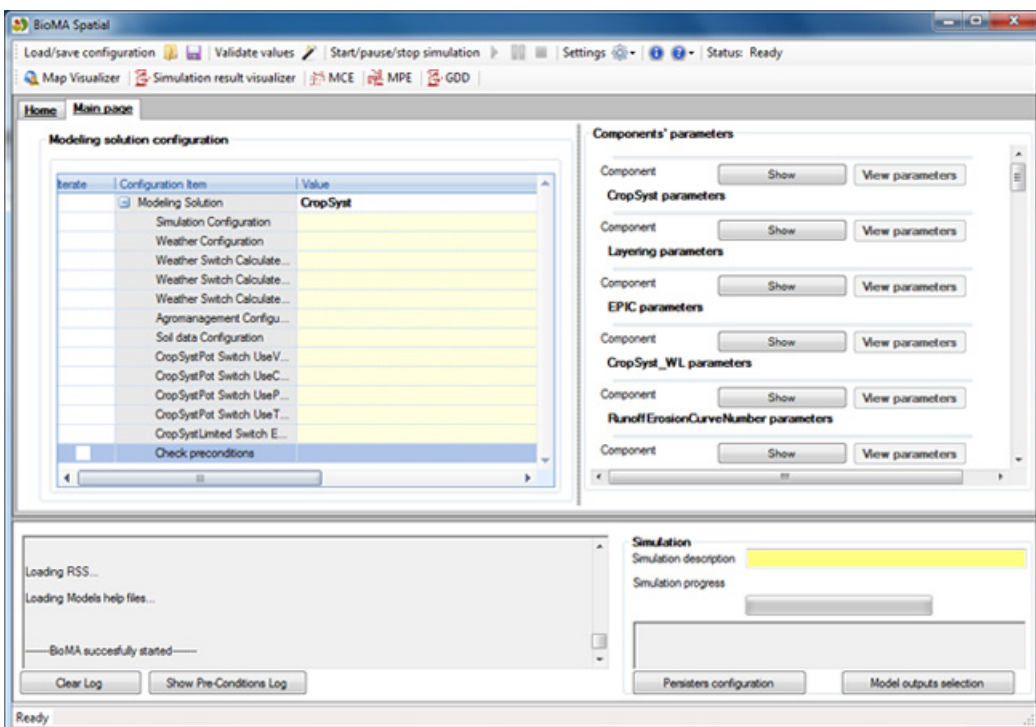 BioMA Spatial
Load/save configuration Validate values Start/pause/stop simulation Settings Status: Ready
Map Visualizer Simulation result visualizer MCE MPE GDD
Home Main page
Modeling solution configuration
Iterate Configuration Item Value
Modeling Solution CropSyst
Simulation Configuration
Weather Configuration
Weather Switch Calculate...
Weather Switch Calculate...
Weather Switch Calculate...
Agromanagement Configu...
Soil data Configuration
CropSystPot Switch UseV...
CropSystPot Switch UseC...
CropSystPot Switch UseP...
CropSystPot Switch UseT...
CropSystLimited Switch E...
Check preconditions
Components' parameters
Component Show View parameters
CropSyst parameters
Component Show View parameters
Layering parameters
Component Show View parameters
EPIC parameters
Component Show View parameters
CropSyst_WL parameters
Component Show View parameters
RunoffErosionCurveNumber parameters
Component Show View parameters
Loading RSS...
Loading Models help files...
-------BioMA succesfully started-------
Clear Log Show Pre-Conditions Log
Simulation
Simulation description
Simulation progress
Persisters configuration Model outputs selection
Ready